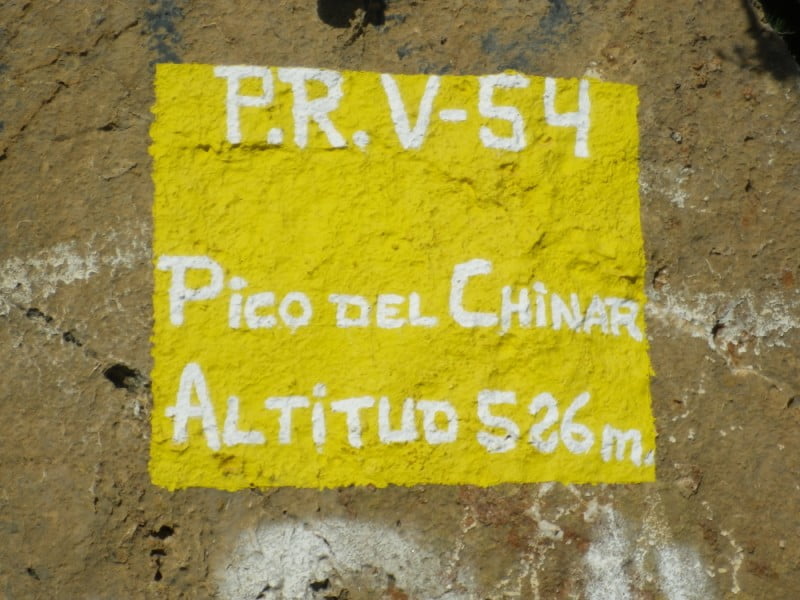 P.R. V-54
PiCO DEL CHiNAR
ALTiTUD 526 m.